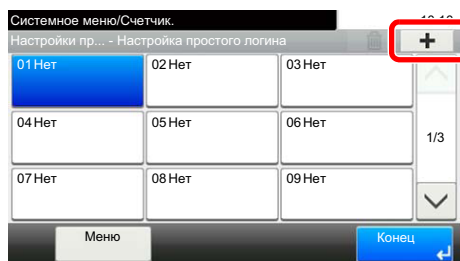 Системное меню/Счетчик.
Настройки пр... - Настройка простого логина
01 Нет 02 Нет 03 Нет
04 Нет 05 Нет 06 Нет
1/3
07 Нет 08 Нет 09 Нет
Меню Конец